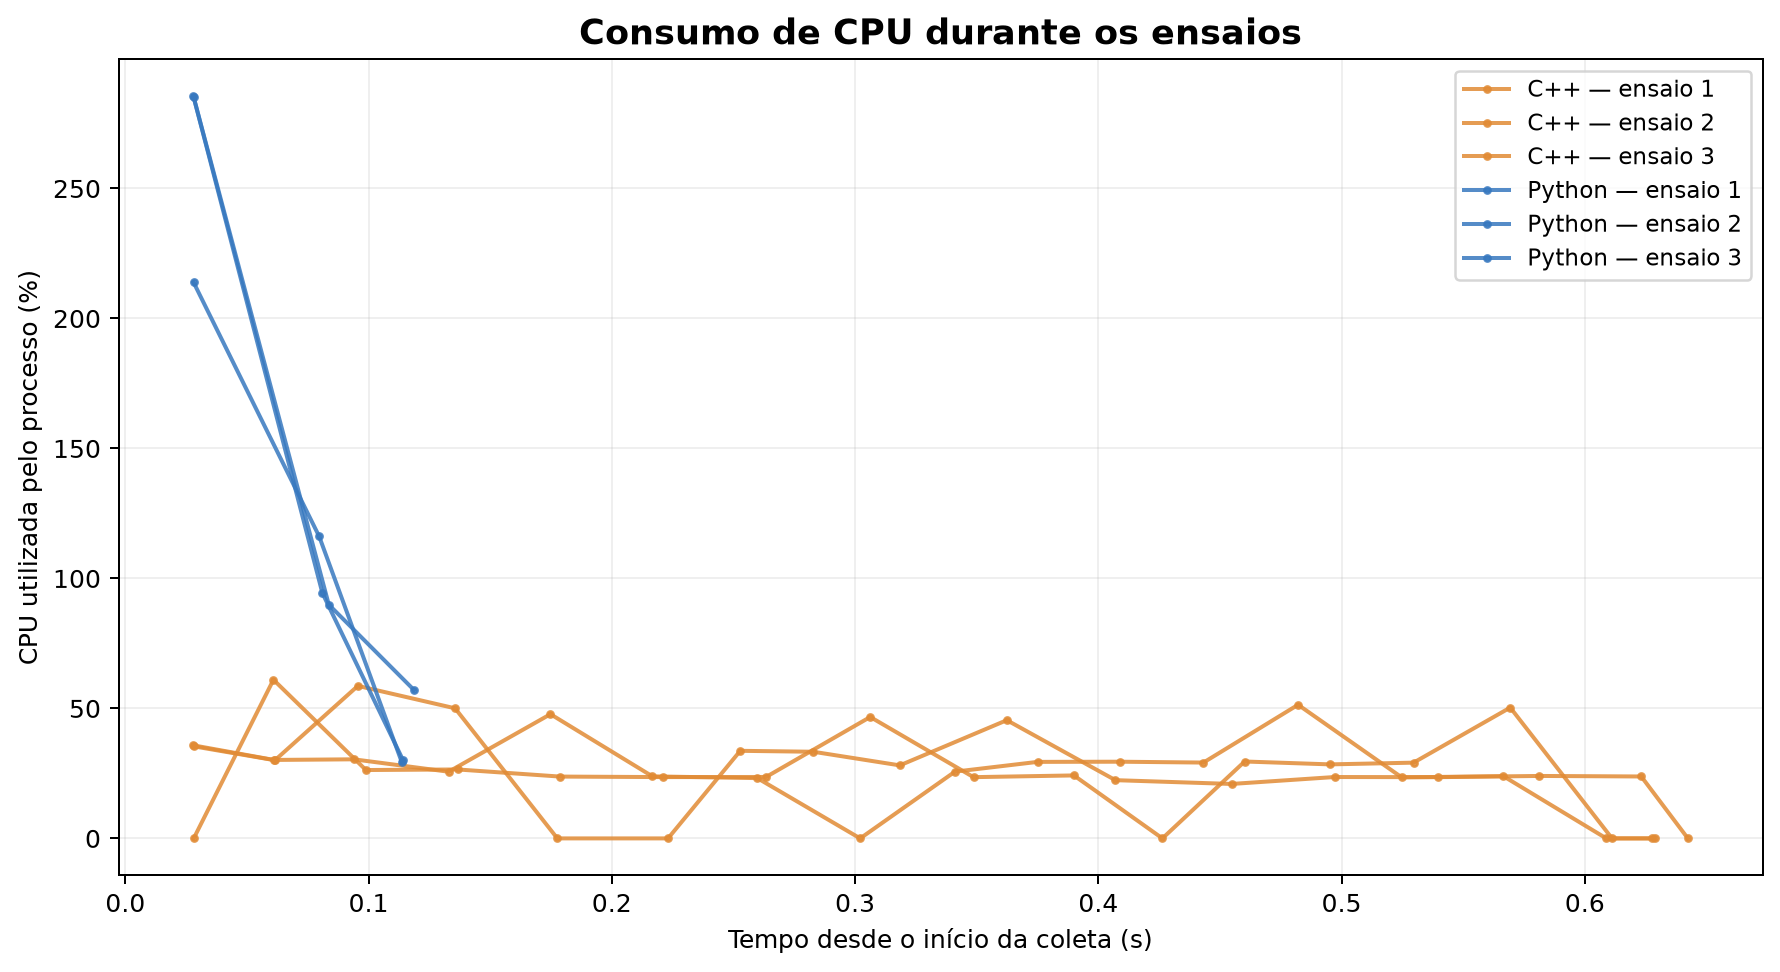 Consumo de CPU durante os ensaios
C++ — ensaio 1
C++ — ensaio 2
C++ — ensaio 3
Python — ensaio 1
Python — ensaio 2
Python — ensaio 3
CPU utilizada pelo processo (%)
250
200
150
100
50
0
0.0 0.1 0.2 0.3 0.4 0.5 0.6
Tempo desde o início da coleta (s)